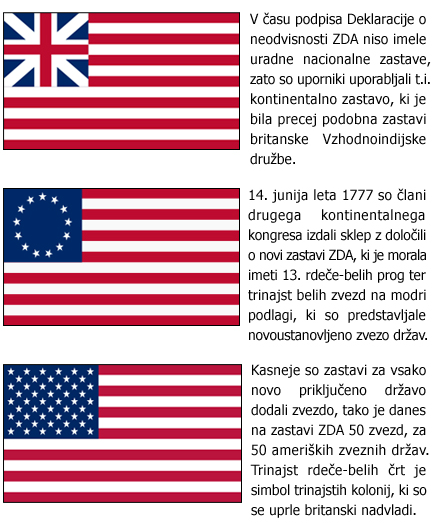 V času podpisa Deklaracije o
neodvisnosti ZDA niso imele
uradne nacionalne zastave,
zato so uporniki uporabljali t.i.
kontinentalno zastavo, ki je
bila precej podobna zastavi
britanske Vzhodnoindijske
družbe.
14. junija leta 1777 so člani
drugega kontinentalnega
kongresa izdali sklep z določili
o novi zastavi ZDA, ki je morala
imeti 13. rdeče-belih prog ter
trinajst belih zvezd na modri
podlagi, ki so predstavljale
novoustanovljeno zvezo držav.
Kasneje so zastavi za vsako
novo priključeno državo
dodali zvezdo, tako je danes
na zastavi ZDA 50 zvezd, za
50 ameriških zveznih držav.
Trinajst rdeče-belih črt je
simbol trinajstih kolonij, ki so
se uprle britanski nadvladi.